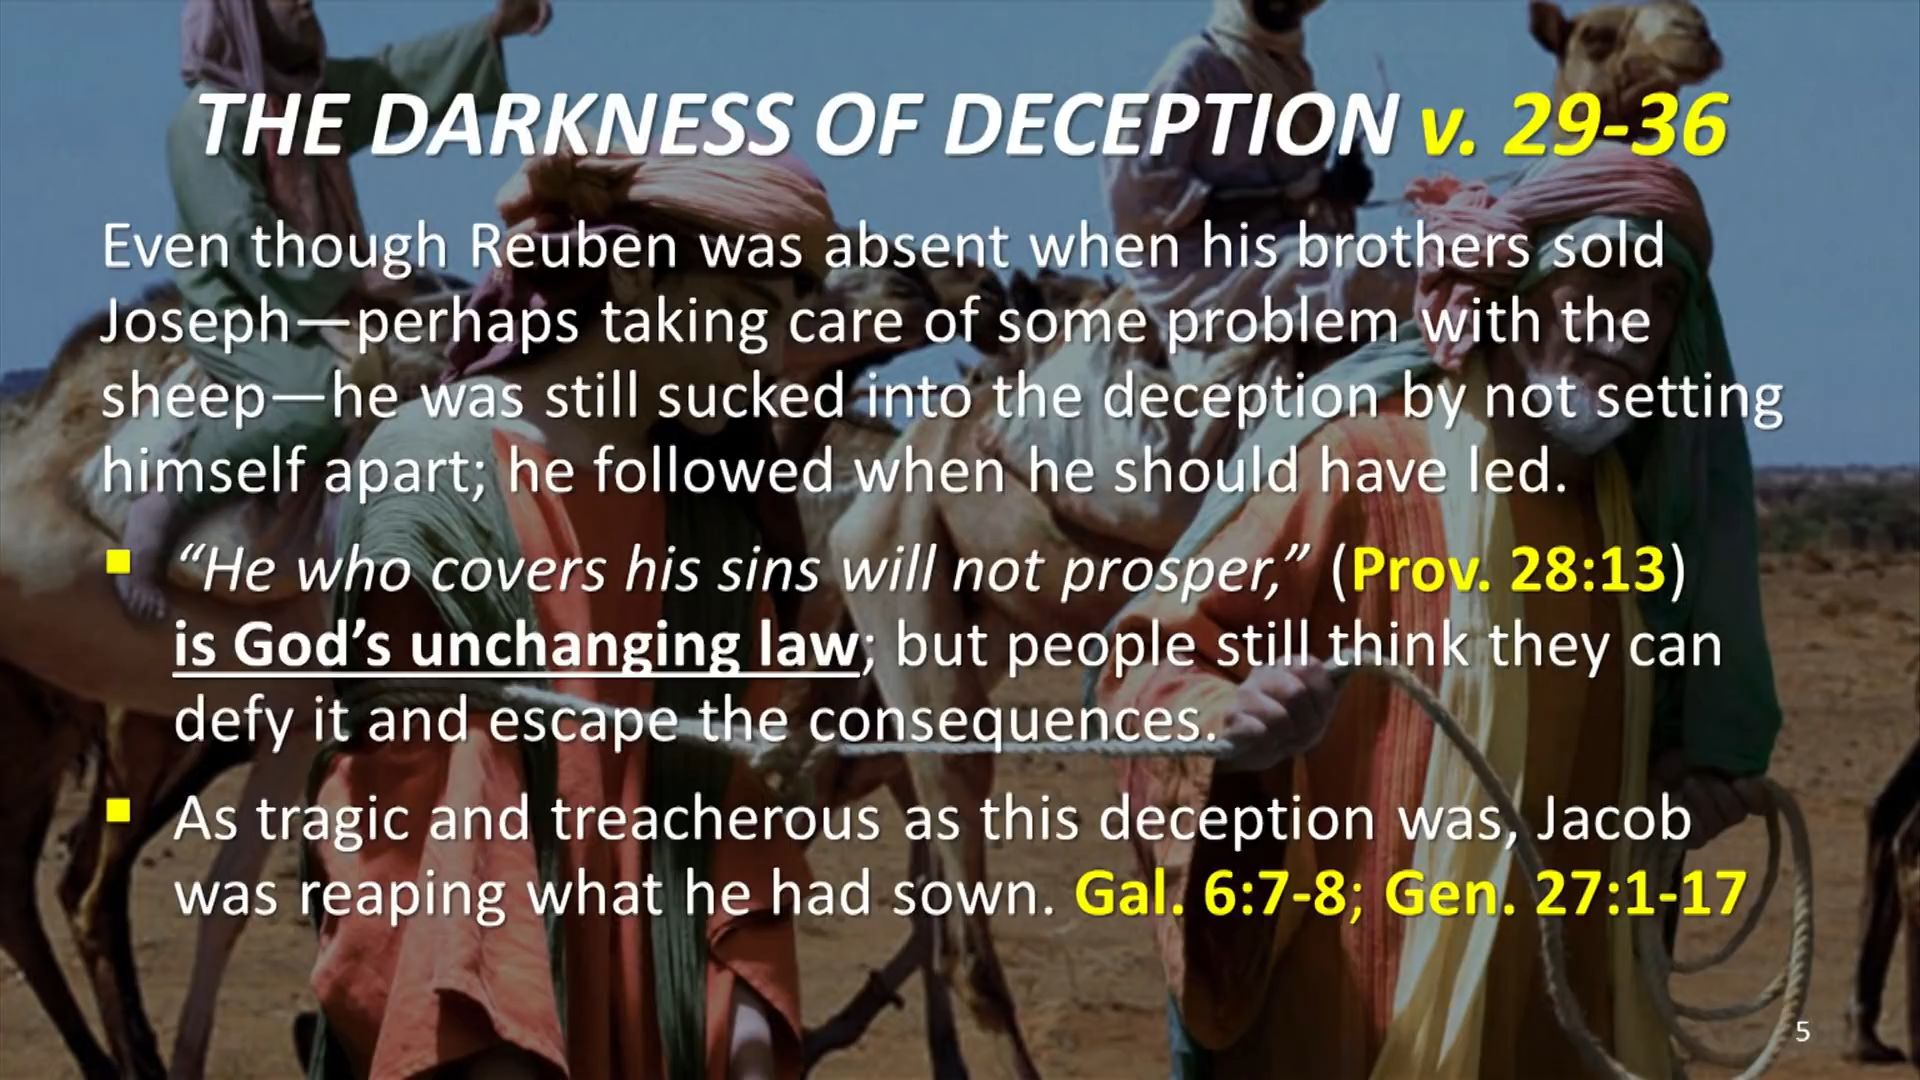 THE DARKNESS OF DECEPTION v. 29-36
Even though Reuben was absent when his brothers sold
Joseph—perhaps taking care of some problem with the
sheep—he was still sucked into the deception by not setting
himself apart; he followed when he should have led.
▪ “He who covers his sins will not prosper,” (Prov. 28:13)
is God’s unchanging law; but people still think they can
defy it and escape the consequences.
▪ As tragic and treacherous as this deception was, Jacob
was reaping what he had sown. Gal. 6:7-8; Gen. 27:1-17
5